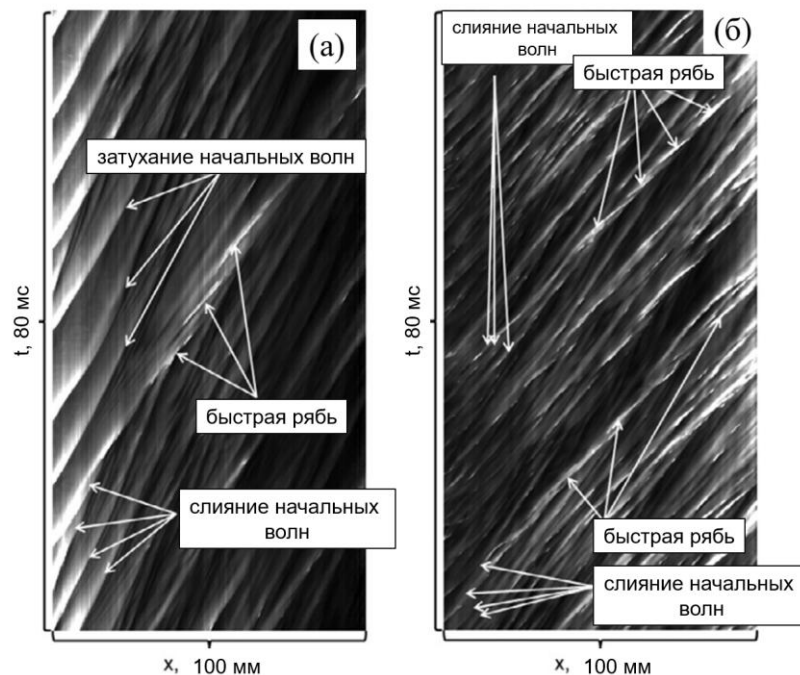 (а)
затухание начальных волн
быстрая рябь
слияние начальных
волн
t, 80 мс
x, 100 мм
(б)
слияние начальных
волн
быстрая рябь
быстрая рябь
слияние начальных
волн
t, 80 мс
x, 100 мм